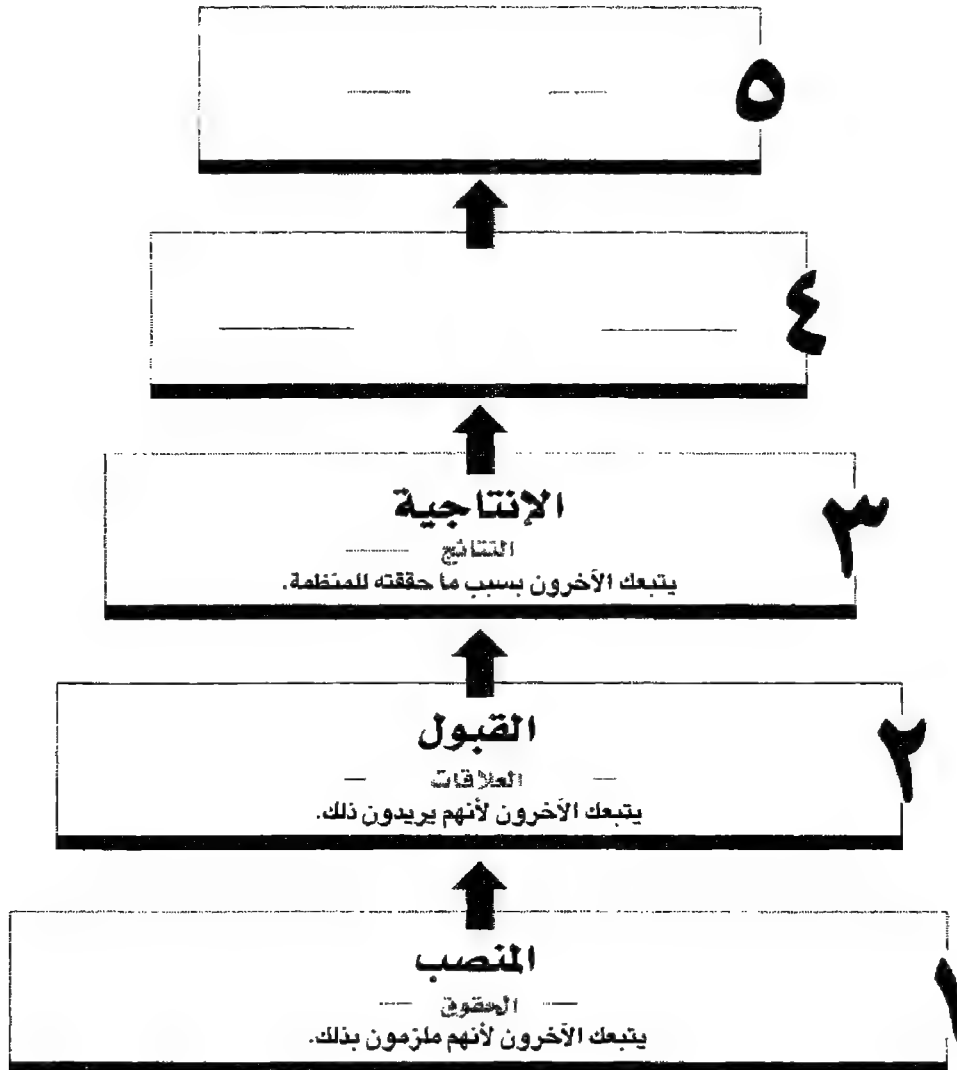 ٥
٤
٣
الإنتاجية
النتائج
يتبعك الآخرون بسبب ما حققته للمنظمة.
٢
القبول
العلاقات
يتبعك الآخرون لأنهم يريدون ذلك.
١
المنصب
الحقوق
يتبعك الآخرون لأنهم ملزمون بذلك.